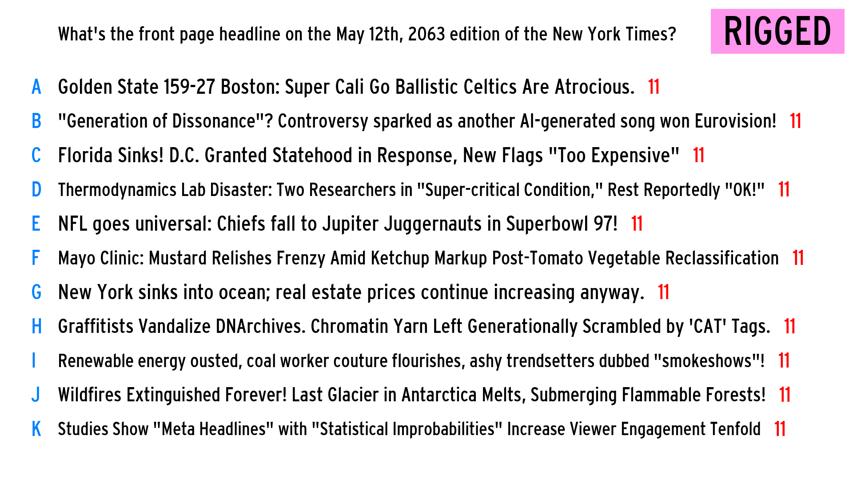 What's the front page headline on the May 12th, 2063 edition of the New York Times?
RIGGED
A Golden State 159-27 Boston: Super Cali Go Ballistic Celtics Are Atrocious. 11
B "Generation of Dissonance"? Controversy sparked as another AI-generated song won Eurovision! 11
C Florida Sinks! D.C. Granted Statehood in Response, New Flags "Too Expensive" 11
D Thermodynamics Lab Disaster: Two Researchers in "Super-critical Condition," Rest Reportedly "OK!" 11
E NFL goes universal: Chiefs fall to Jupiter Juggernauts in Superbowl 97! 11
F Mayo Clinic: Mustard Relishes Frenzy Amid Ketchup Markup Post-Tomato Vegetable Reclassification 11
G New York sinks into ocean; real estate prices continue increasing anyway. 11
H Graffitists Vandalize DNArchives. Chromatin Yarn Left Generationally Scrambled by 'CAT' Tags. 11
I Renewable energy ousted, coal worker couture flourishes, ashy trendsetters dubbed "smokeshows"! 11
J Wildfires Extinguished Forever! Last Glacier in Antarctica Melts, Submerging Flammable Forests! 11
K Studies Show "Meta Headlines" with "Statistical Improbabilities" Increase Viewer Engagement Tenfold 11